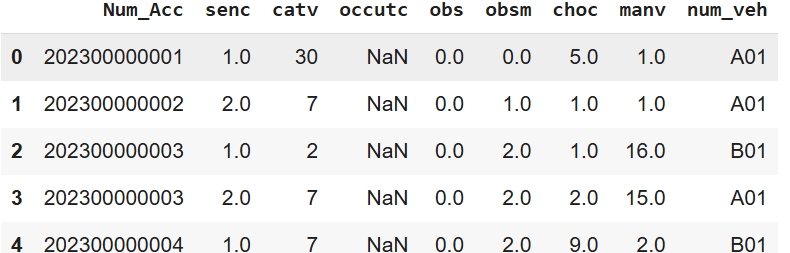 Num_Acc senc catv occutc obs obsm choc manv num_veh
0 202300000001 1.0 30 NaN 0.0 0.0 5.0 1.0 A01
1 202300000002 2.0 7 NaN 0.0 1.0 1.0 1.0 A01
2 202300000003 1.0 2 NaN 0.0 2.0 1.0 16.0 B01
3 202300000003 2.0 7 NaN 0.0 2.0 2.0 15.0 A01
4 202300000004 1.0 7 NaN 0.0 2.0 9.0 2.0 B01